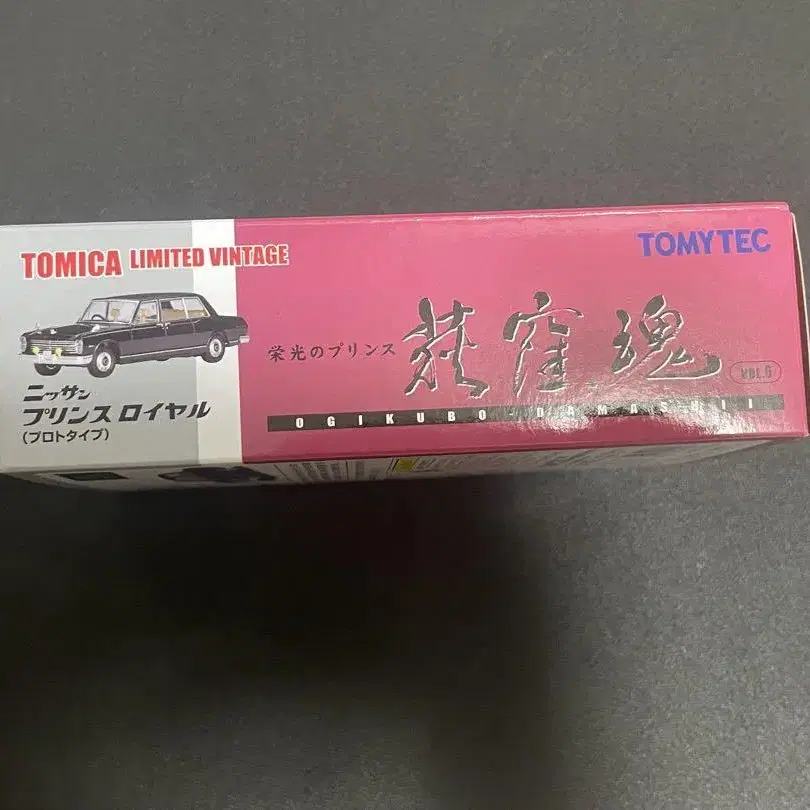 TOMICA LIMITED VINTAGE
TOMYTEC
ニッサン
プリンス ロイヤル
(プロトタイプ)
栄光のプリンス
荻窪魂
VOL.6
OGIKUBO-DAMASHII